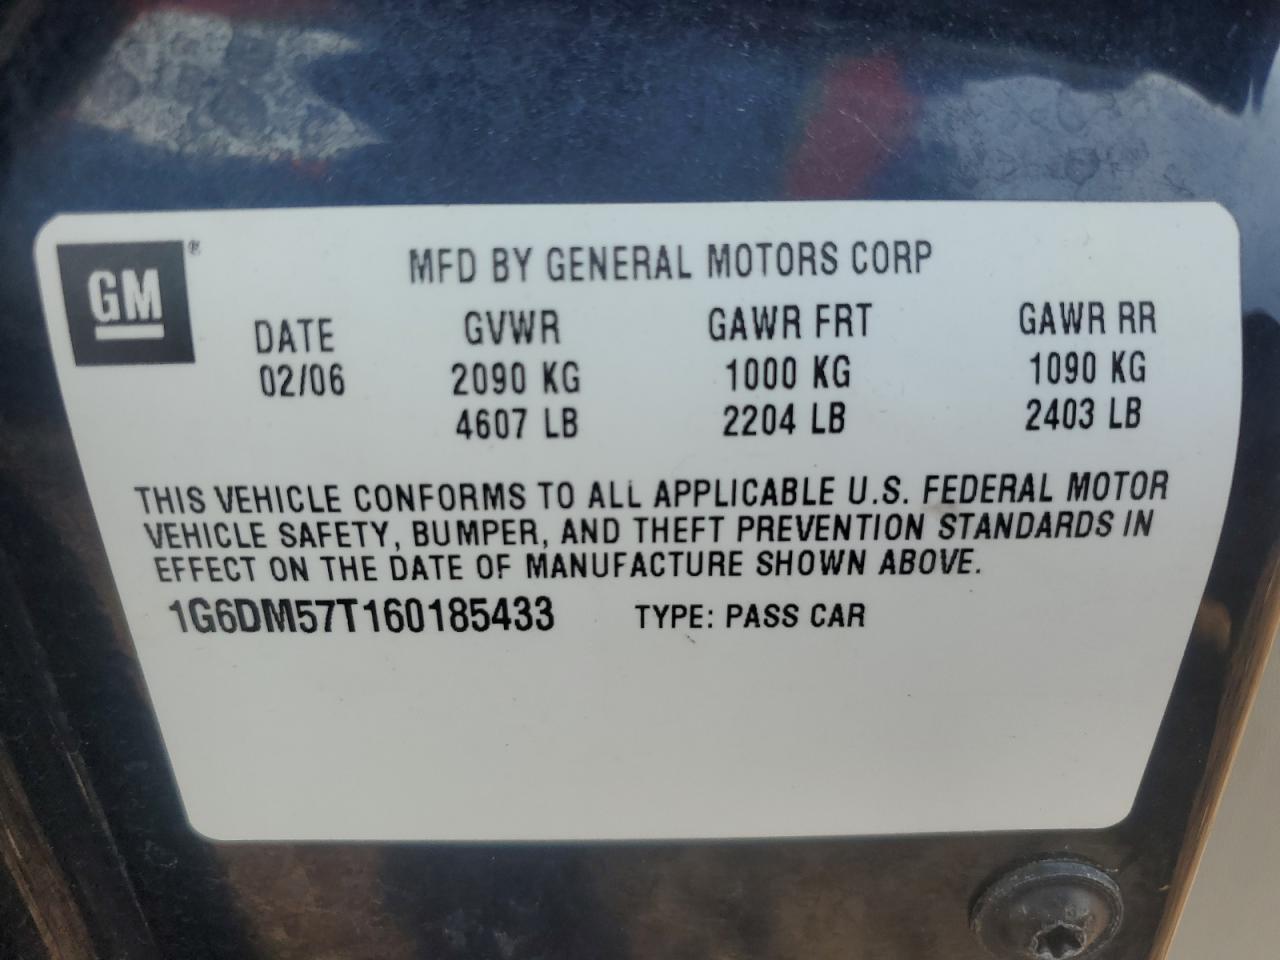 GM®
MFD BY GENERAL MOTORS CORP
DATE GVWR GAWR FRT GAWR RR
02/06 2090 KG 1000 KG 1090 KG
4607 LB 2204 LB 2403 LB
THIS VEHICLE CONFORMS TO ALL APPLICABLE U.S. FEDERAL MOTOR
VEHICLE SAFETY, BUMPER, AND THEFT PREVENTION STANDARDS IN
EFFECT ON THE DATE OF MANUFACTURE SHOWN ABOVE.
1G6DM57T160185433 TYPE: PASS CAR